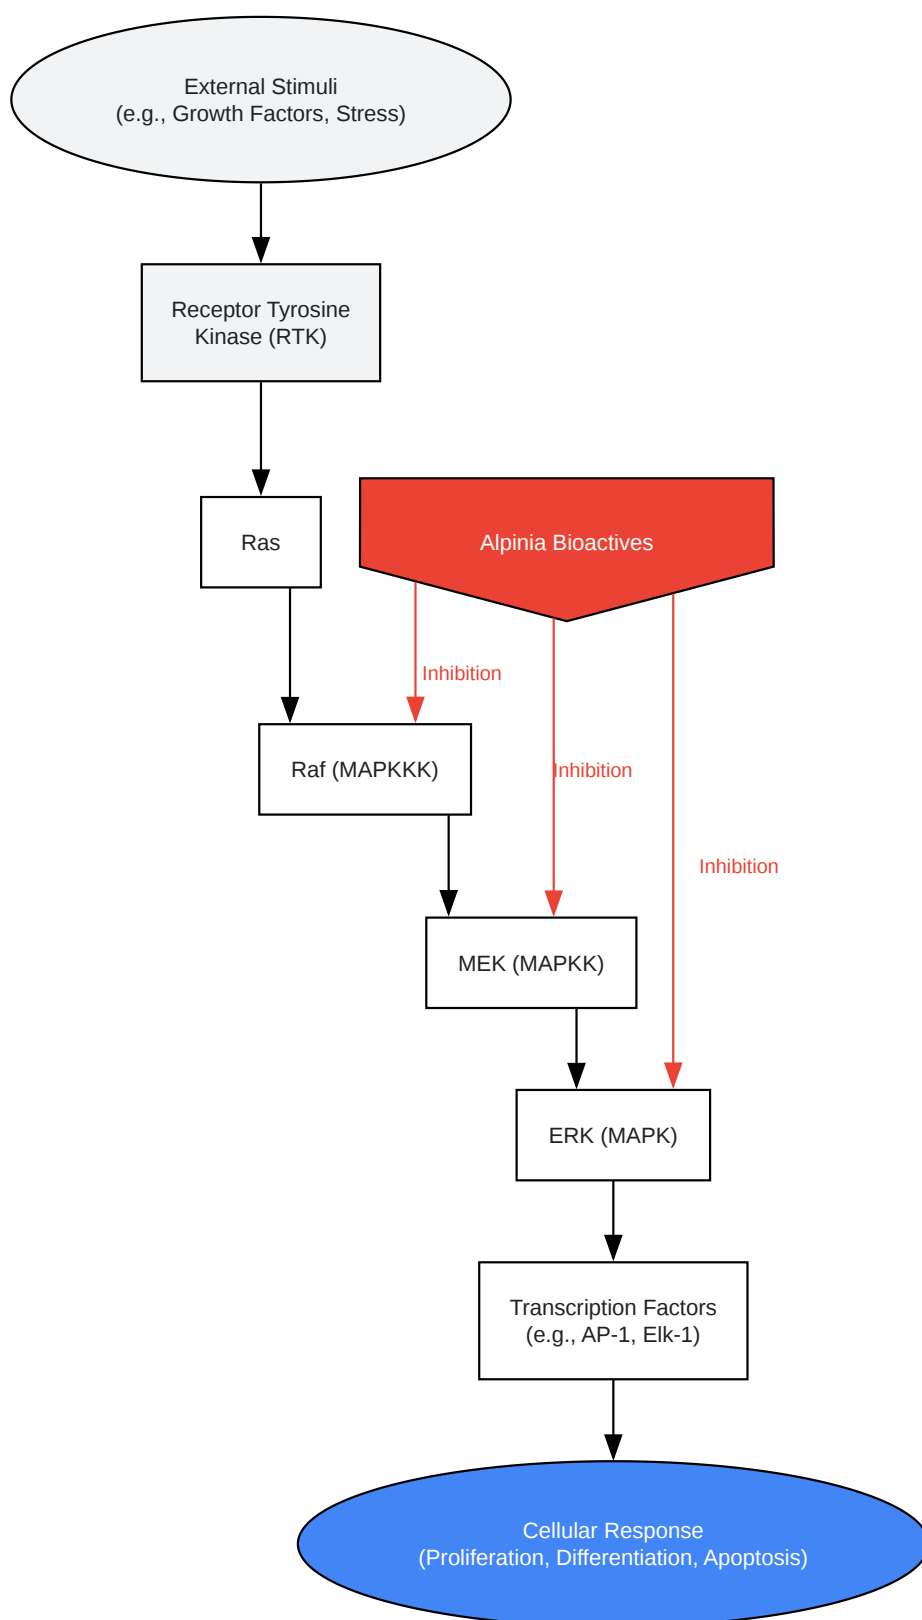 External Stimuli
(e.g., Growth Factors, Stress)
Receptor Tyrosine
Kinase (RTK)
Ras
Alpinia Bioactives
Inhibition
Raf (MAPKKK)
Inhibition
Inhibition
MEK (MAPKK)
ERK (MAPK)
Transcription Factors
(e.g., AP-1, Elk-1)
Cellular Response
(Proliferation, Differentiation, Apoptosis)